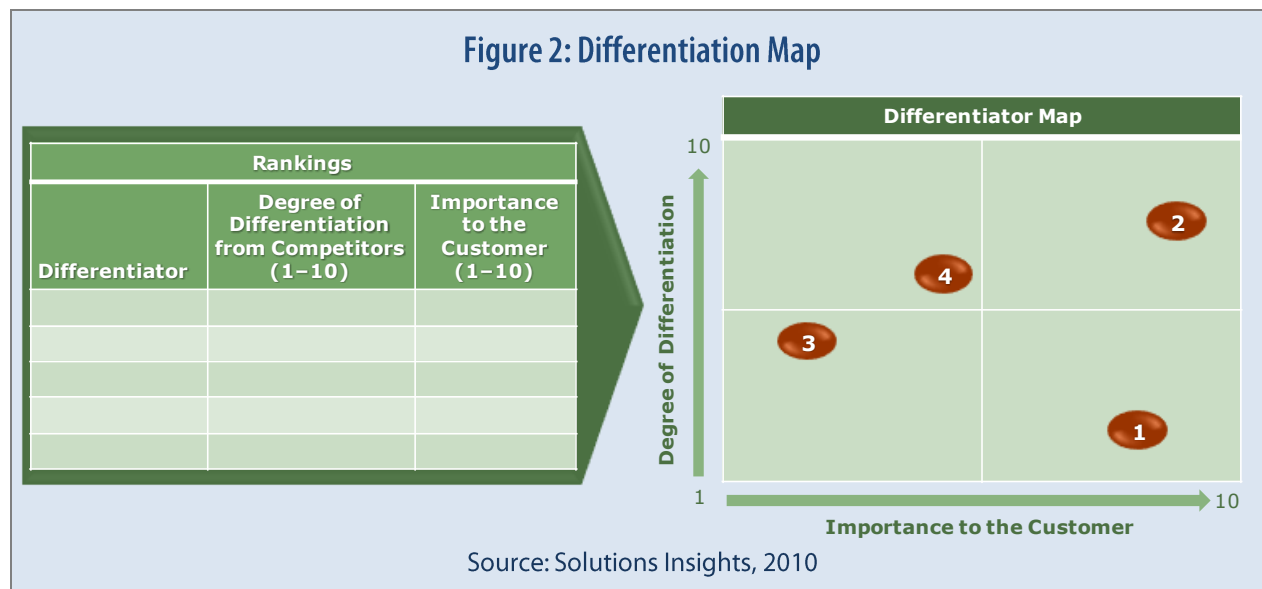 Figure 2: Differentiation Map
Rankings
Differentiator
Degree of
Differentiation
from Competitors
(1–10)
Importance
to the
Customer
(1–10)
Differentiator Map
10
Degree of Differentiation
1
2
4
3
1
10
Importance to the Customer
Source: Solutions Insights, 2010